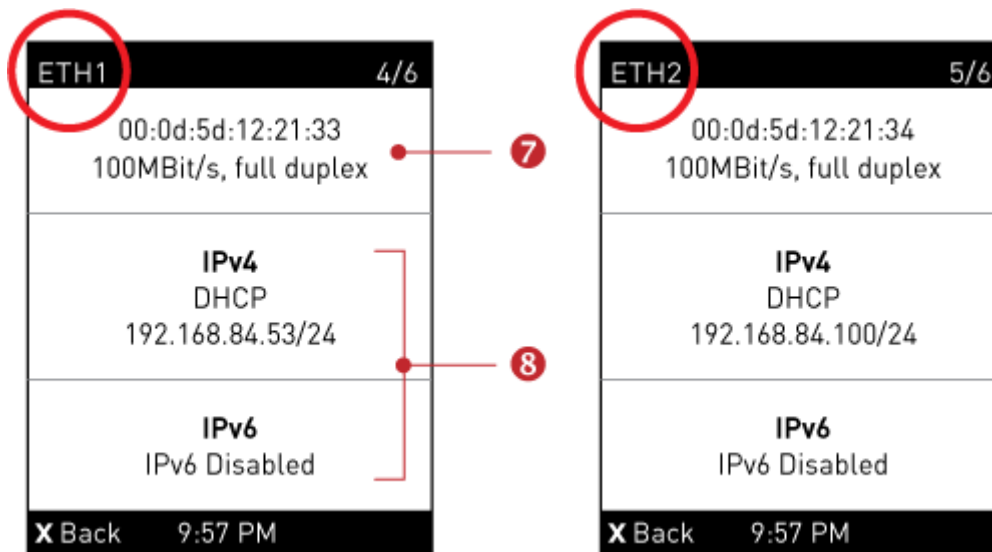 ETH1 4/6
00:0d:5d:12:21:33
100MBit/s, full duplex
7
IPv4
DHCP
192.168.84.53/24
8
IPv6
IPv6 Disabled
X Back 9:57 PM
ETH2 5/6
00:0d:5d:12:21:34
100MBit/s, full duplex
IPv4
DHCP
192.168.84.100/24
IPv6
IPv6 Disabled
X Back 9:57 PM